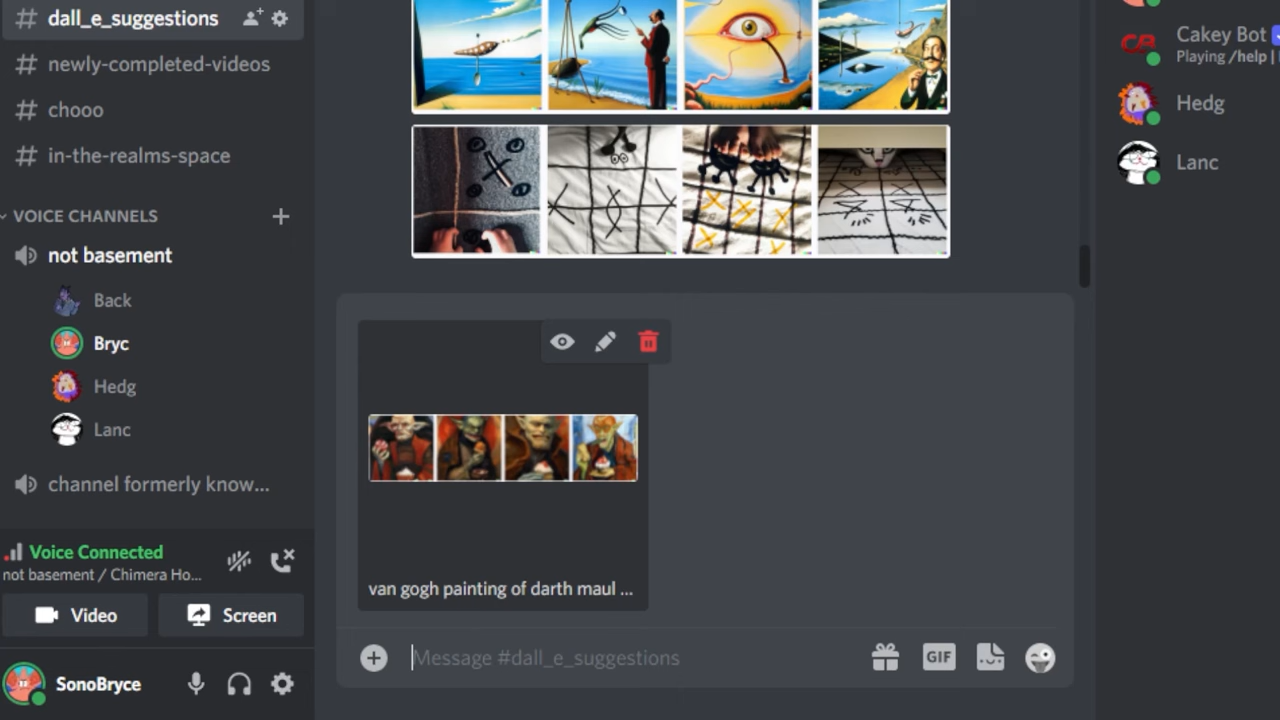 # dall_e_suggestions
# newly-completed-videos
# chooo
# in-the-realms-space
VOICE CHANNELS
not basement
Back
Bryc
Hedg
Lanc
channel formerly know...
Voice Connected
not basement / Chimera Ho...
Video
Screen
SonoBryce
van gogh painting of darth maul ...
Message #dall_e_suggestions
GIF
Cakey Bot
Playing /help |
Hedg
Lanc